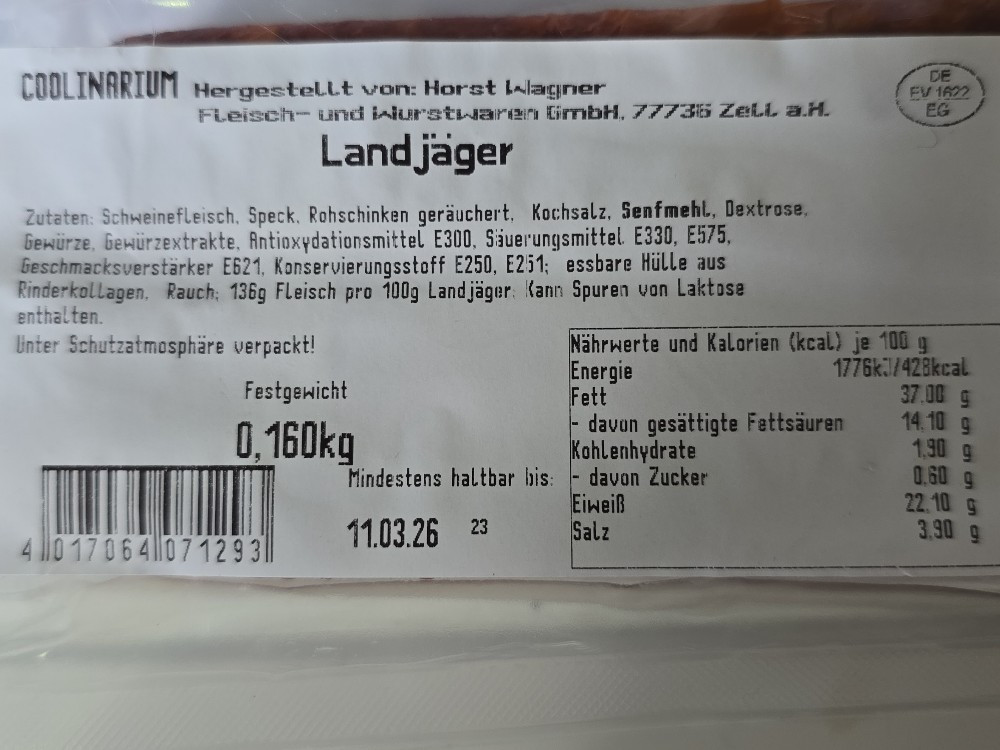 COOLINARIUM Hergestellt von: Horst Wagner
Fleisch- und Wurstwaren GmbH, 77736 Zell a.H.
DE
EV 1622
EG
Landjäger
Zutaten: Schweinefleisch, Speck, Rohschinken geräuchert, Kochsalz, Senfmehl, Dextrose,
Gewürze, Gewürzextrakte, Antioxydationsmittel E300, Säuerungsmittel E330, E575,
Geschmacksverstärker E621, Konservierungsstoff E250, E251; essbare Hülle aus
Rinderkollagen, Rauch; 136g Fleisch pro 100g Landjäger. Kann Spuren von Laktose
enthalten.
Unter Schutzatmosphäre verpackt!
Festgewicht
0,160kg
Mindestens haltbar bis:
11.03.26 23
4 017064 071293
Nährwerte und Kalorien (kcal) je 100 g
Energie 1776kJ/428kcal
Fett 37.00 g
- davon gesättigte Fettsäuren 14.10 g
Kohlenhydrate 1.90 g
- davon Zucker 0.60 g
Eiweiß 22.10 g
Salz 3.90 g